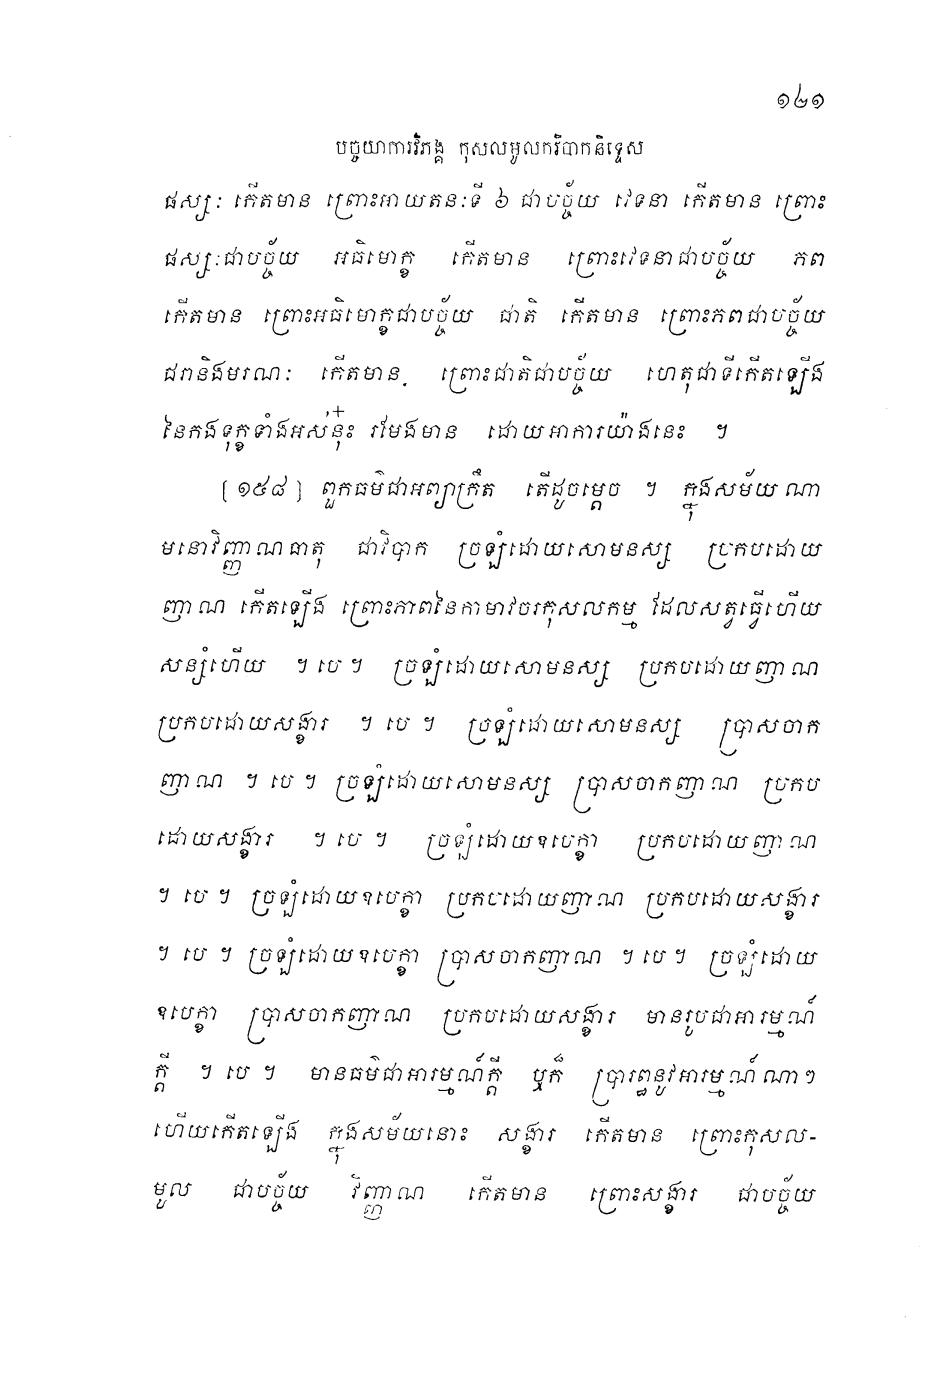 ១៤១
បច្ចយាការវិភង្គ កុសលមូលករីបាកនិទ្ទេស
ផស្សៈ កើតមាន ព្រោះអាយតនៈទី ៦ ជាបច្ច័យ វេទនា កើតមាន ព្រោះ
ផស្សៈជាបច្ច័យ អធិមោក្ខ កើតមាន ព្រោះវេទនាជាបច្ច័យ ភព
កើតមាន ព្រោះអធិមោក្ខជាបច្ច័យ ជាតិ កើតមាន ព្រោះភពជាបច្ច័យ
ជរានិងមរណៈ កើតមាន ព្រោះជាតិជាបច្ច័យ ហេតុជាទីកើតឡើង
នៃកងទុក្ខទាំងអស់នុ៎ះ រមែងមាន ដោយអាការយ៉ាងនេះ ។
[១៥៨] ពួកធម៌ជាអព្យាក្រឹត តើដូចម្តេច ។ ក្នុងសម័យណា
មនោវិញ្ញាណធាតុ ជាវិបាក ច្រឡំដោយសោមនស្ស ប្រកបដោយ
ញាណ កើតឡើង ព្រោះភាពនៃកាមាវចរកុសលកម្ម ដែលសត្វធ្វើហើយ
សន្សំហើយ ។ បេ ។ ច្រឡំដោយសោមនស្ស ប្រកបដោយញាណ
ប្រកបដោយសង្ខារ ។ បេ ។ ច្រឡំដោយសោមនស្ស ប្រាសចាក
ញាណ ។ បេ ។ ច្រឡំដោយសោមនស្ស ប្រាសចាកញាណ ប្រកប
ដោយសង្ខារ ។ បេ ។ ច្រឡំដោយឧបេក្ខា ប្រកបដោយញាណ
។ បេ ។ ច្រឡំដោយឧបេក្ខា ប្រកបដោយញាណ ប្រកបដោយសង្ខារ
។ បេ ។ ច្រឡំដោយឧបេក្ខា ប្រាសចាកញាណ ។ បេ ។ ច្រឡំដោយ
ឧបេក្ខា ប្រាសចាកញាណ ប្រកបដោយសង្ខារ មានរូបជាអារម្មណ៍
ក្តី ។ បេ ។ មានធម៌ជាអារម្មណ៍ក្តី ឬក៏ ប្រារព្ធនូវអារម្មណ៍ណាៗ
ហើយកើតឡើង ក្នុងសម័យនោះ សង្ខារ កើតមាន ព្រោះកុសល-
មូល ជាបច្ច័យ វិញ្ញាណ កើតមាន ព្រោះសង្ខារ ជាបច្ច័យ